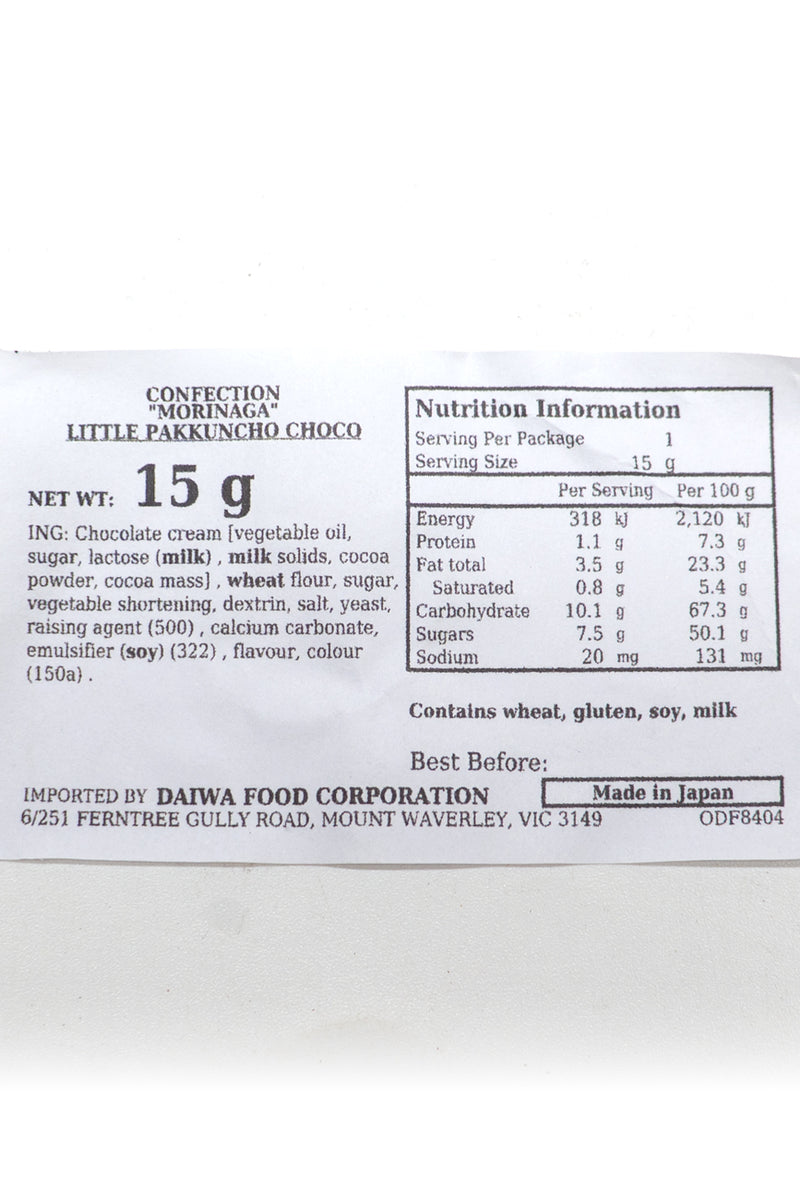 CONFECTION
"MORINAGA"
LITTLE PAKKUNCHO CHOCO
NET WT: 15 g
ING: Chocolate cream [vegetable oil,
sugar, lactose (milk) , milk solids, cocoa
powder, cocoa mass] , wheat flour, sugar,
vegetable shortening, dextrin, salt, yeast,
raising agent (500) , calcium carbonate,
emulsifier (soy) (322) , flavour, colour
(150a) .
Nutrition Information
Serving Per Package 1
Serving Size 15 g
Per Serving Per 100 g
Energy 318 kJ 2,120 kJ
Protein 1.1 g 7.3 g
Fat total 3.5 g 23.3 g
Saturated 0.8 g 5.4 g
Carbohydrate 10.1 g 67.3 g
Sugars 7.5 g 50.1 g
Sodium 20 mg 131 mg
Contains wheat, gluten, soy, milk
Best Before:
IMPORTED BY DAIWA FOOD CORPORATION
Made in Japan
6/251 FERNTREE GULLY ROAD, MOUNT WAVERLEY, VIC 3149
ODF8404